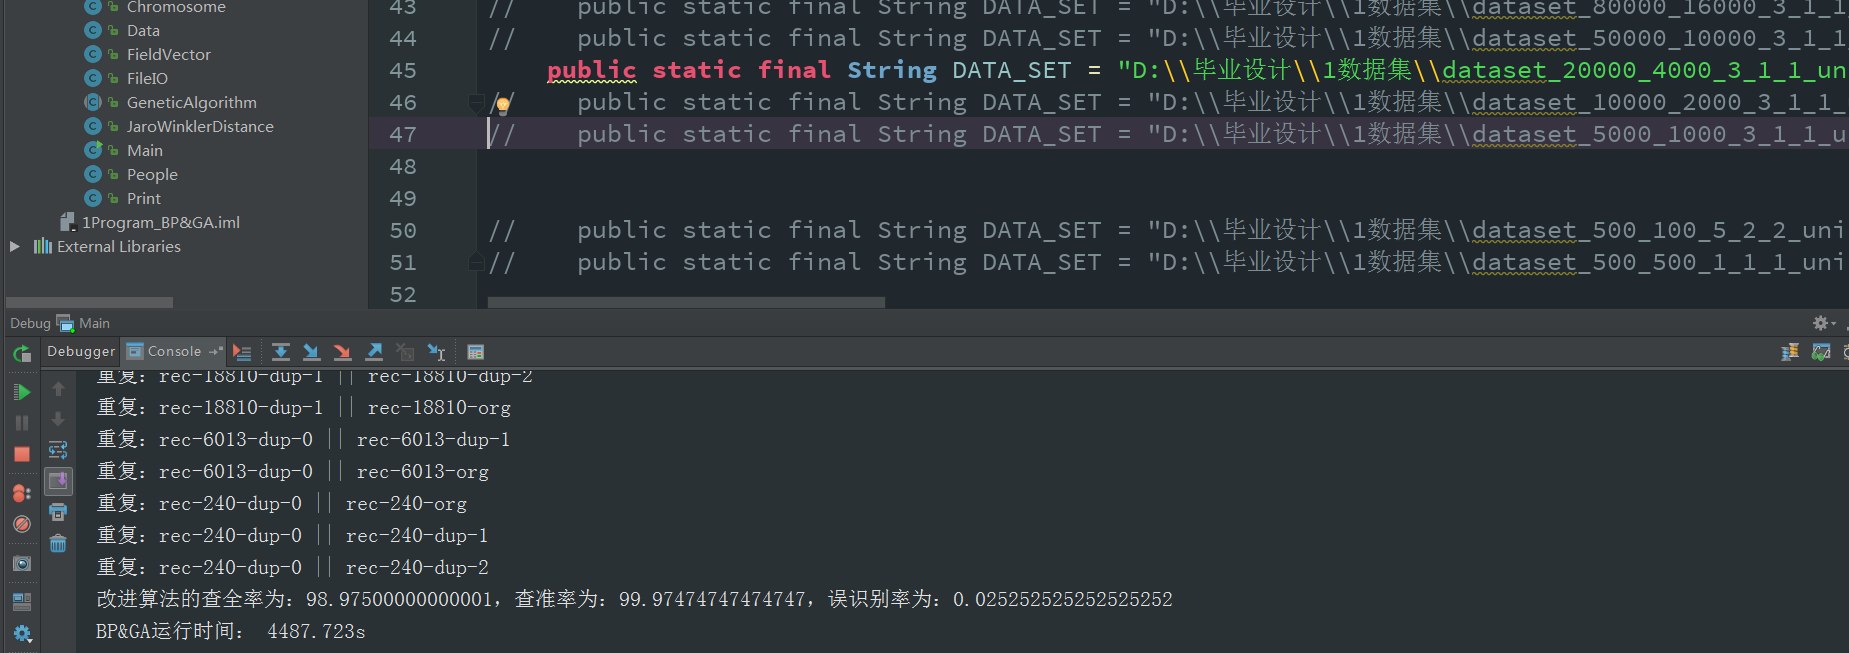 Chromosome
Data
FieldVector
FileIO
GeneticAlgorithm
JaroWinklerDistance
Main
People
Print
1Program_BP&GA.iml
External Libraries
43 // public static final String DATA_SET = "D:\\毕业设计\\1数据集\\dataset_80000_16000_3_1_1_
44 // public static final String DATA_SET = "D:\\毕业设计\\1数据集\\dataset_50000_10000_3_1_1_
45 public static final String DATA_SET = "D:\\毕业设计\\1数据集\\dataset_20000_4000_3_1_1_un
46 // public static final String DATA_SET = "D:\\毕业设计\\1数据集\\dataset_10000_2000_3_1_1_
47 // public static final String DATA_SET = "D:\\毕业设计\\1数据集\\dataset_5000_1000_3_1_1_u
48
49
50 // public static final String DATA_SET = "D:\\毕业设计\\1数据集\\dataset_500_100_5_2_2_uni
51 // public static final String DATA_SET = "D:\\毕业设计\\1数据集\\dataset_500_500_1_1_1_uni
52
Debug Main
Debugger Console
重复：rec-18810-dup-1 || rec-18810-dup-2
重复：rec-18810-dup-1 || rec-18810-org
重复：rec-6013-dup-0 || rec-6013-dup-1
重复：rec-6013-dup-0 || rec-6013-org
重复：rec-240-dup-0 || rec-240-org
重复：rec-240-dup-0 || rec-240-dup-1
重复：rec-240-dup-0 || rec-240-dup-2
改进算法的查全率为：98.97500000000001，查准率为：99.97474747474747，误识别率为：0.025252525252525252
BP&GA运行时间： 4487.723s